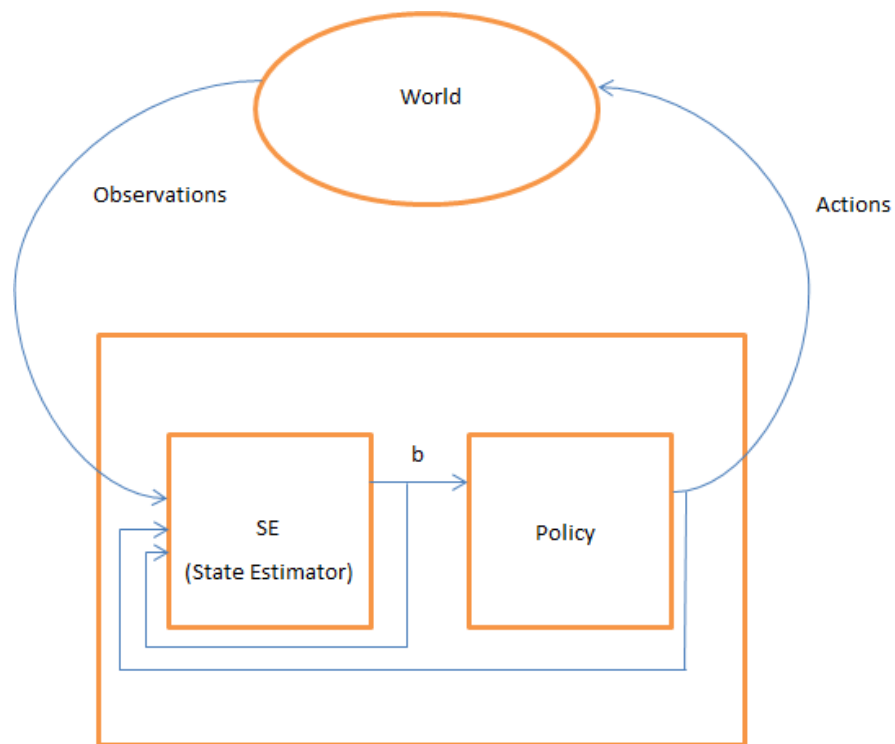 World
Observations
Actions
b
SE
(State Estimator)
Policy